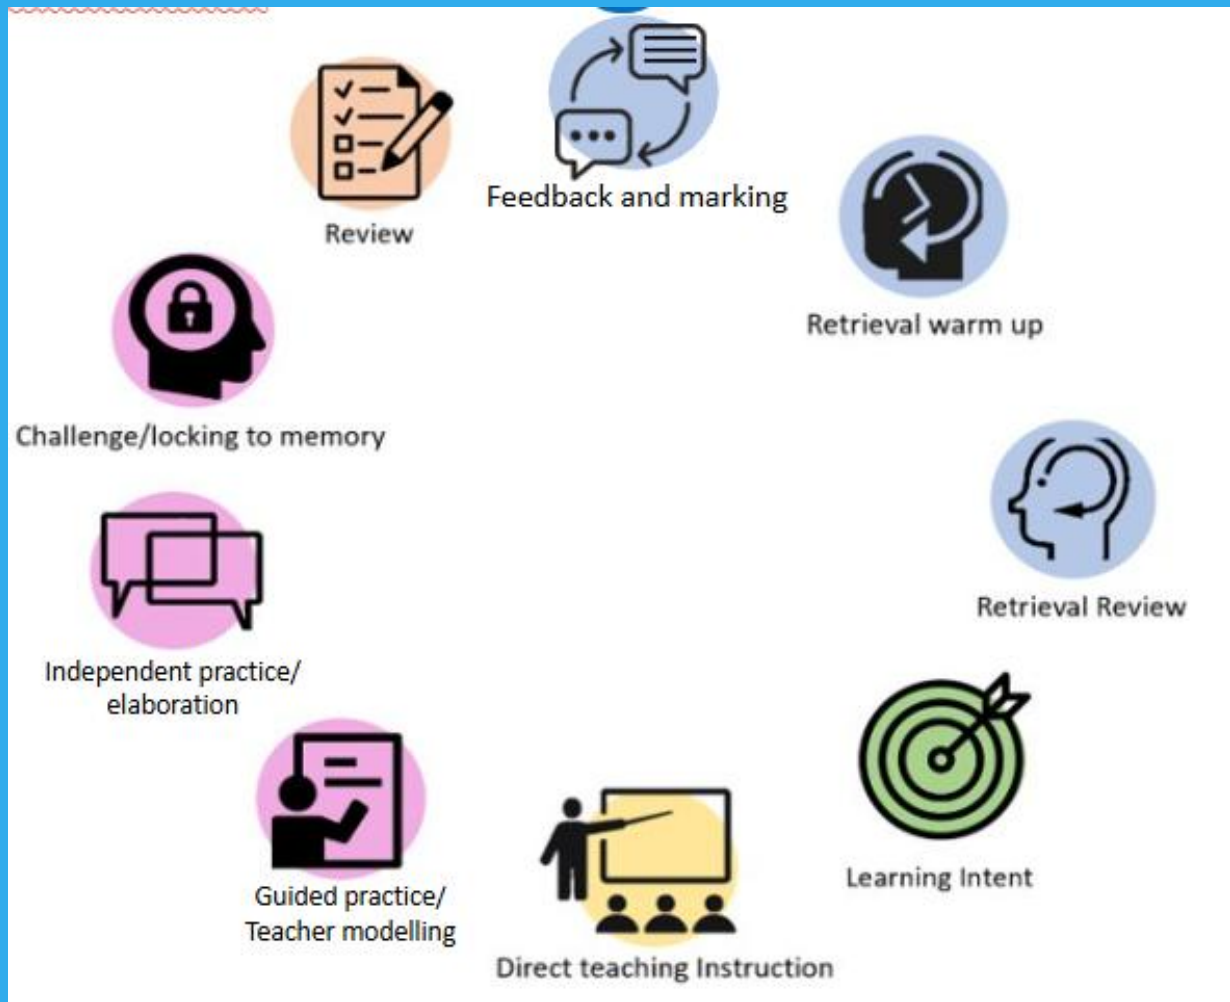 Feedback and marking
Review
Retrieval warm up
Challenge/locking to memory
Retrieval Review
Independent practice/
elaboration
Learning Intent
Guided practice/
Teacher modelling
Direct teaching Instruction